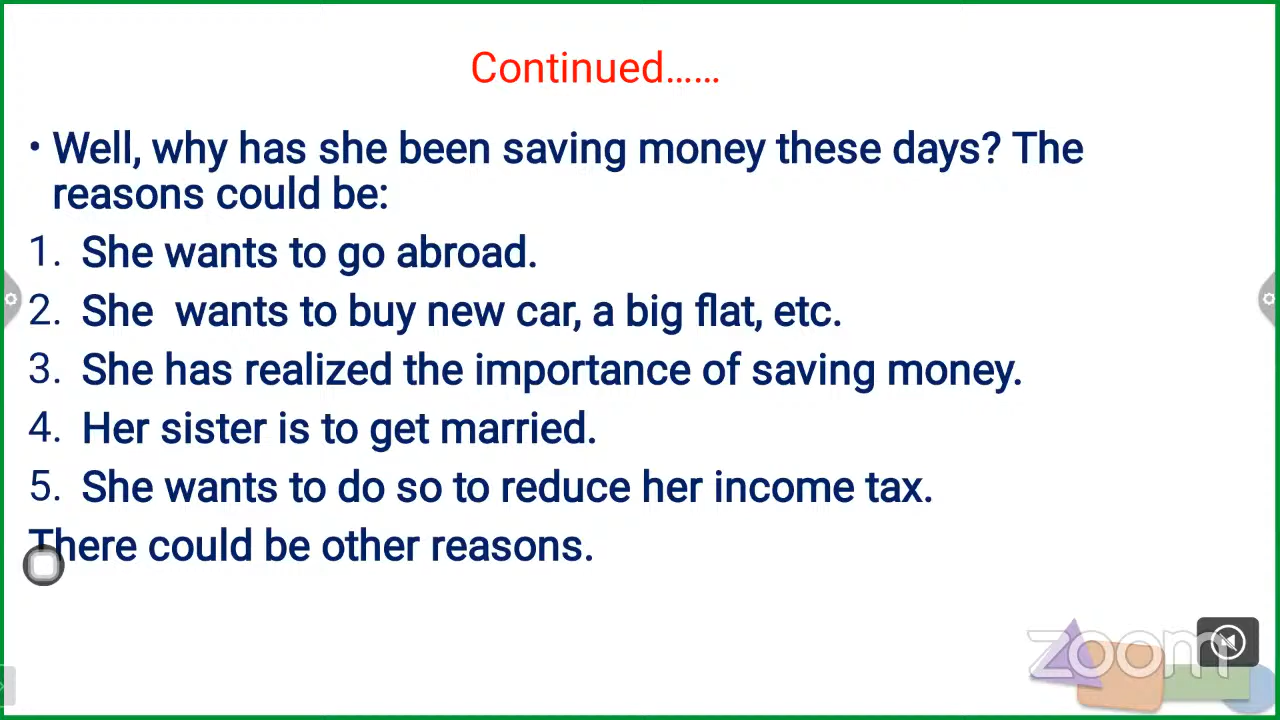 Continued......
• Well, why has she been saving money these days? The
reasons could be:
1. She wants to go abroad.
2. She  wants to buy new car, a big flat, etc.
3. She has realized the importance of saving money.
4. Her sister is to get married.
5. She wants to do so to reduce her income tax.
There could be other reasons.
zoom